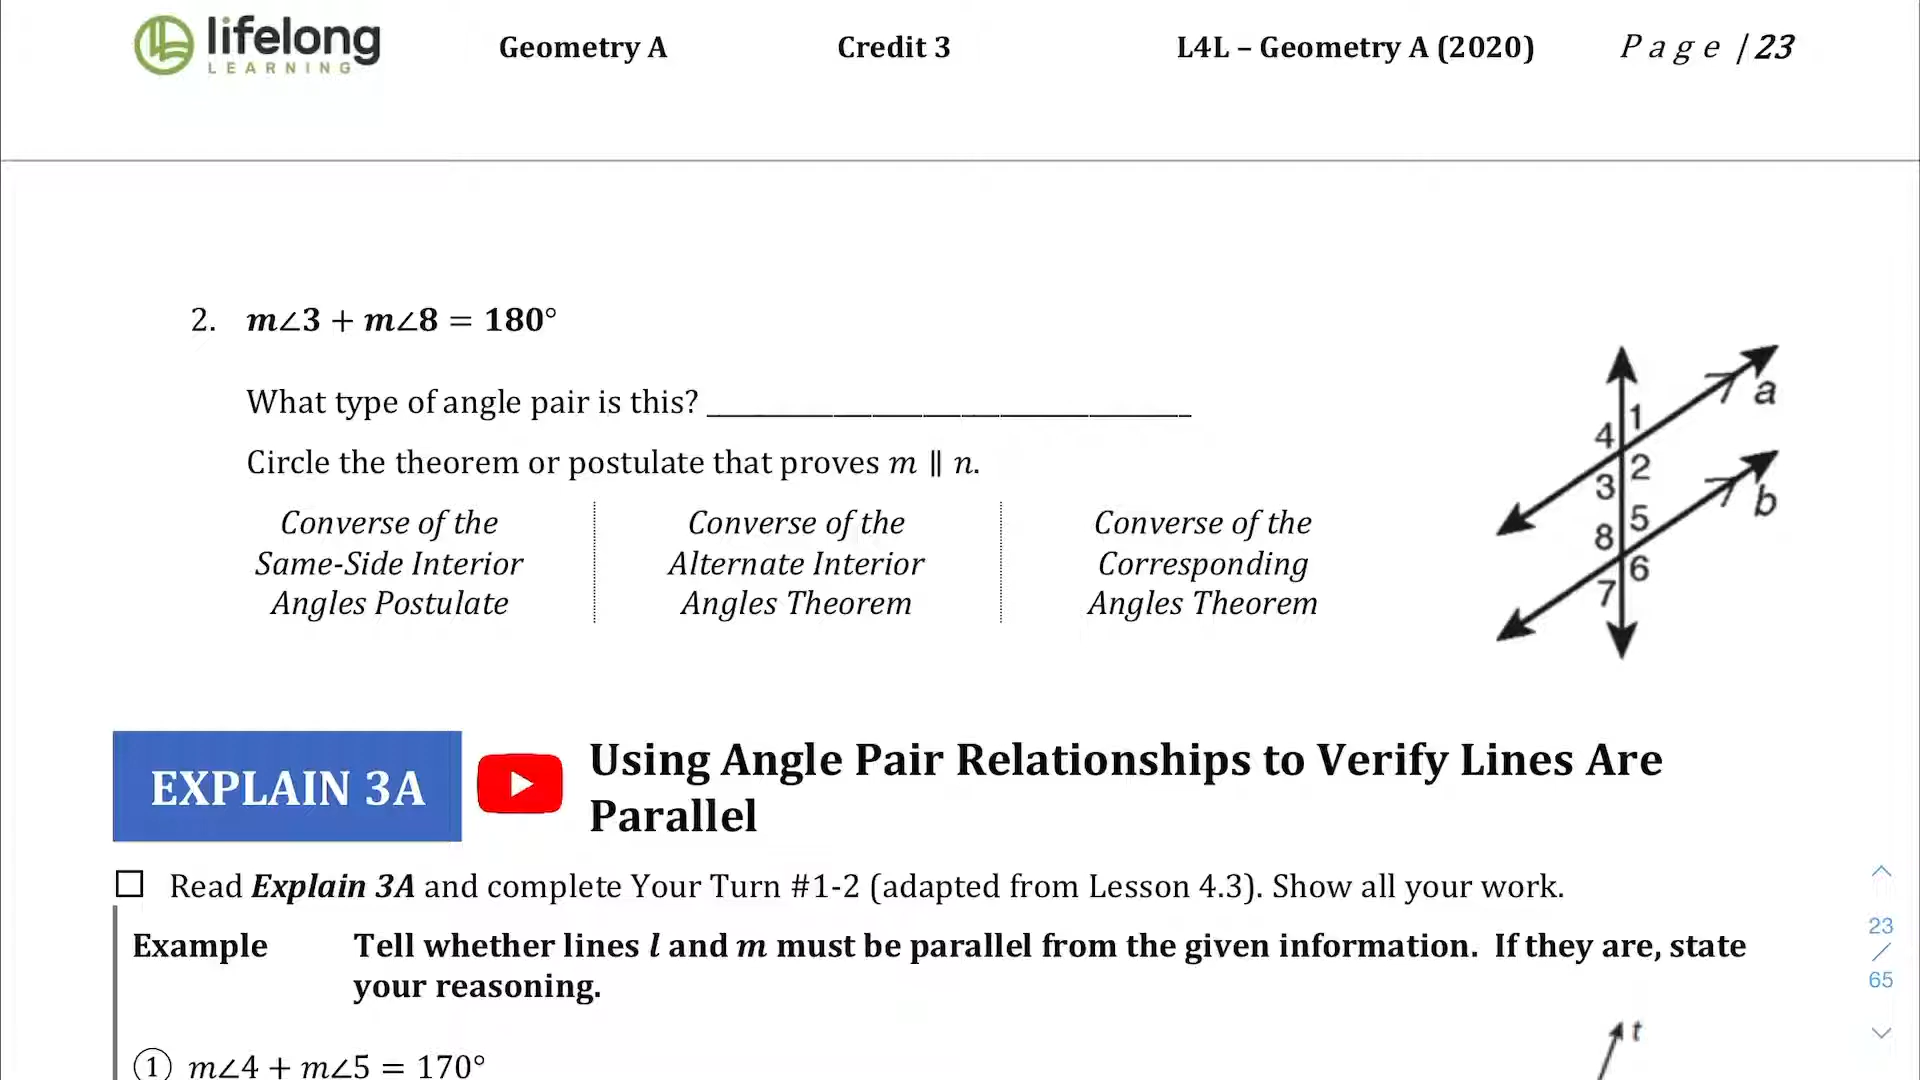 lifelong
LEARNING
Geometry A Credit 3 L4L – Geometry A (2020) Page |23
2. m∠3 + m∠8 = 180°
What type of angle pair is this? ______________________________
Circle the theorem or postulate that proves m ∥ n.
Converse of the Same-Side Interior Angles Postulate
Converse of the Alternate Interior Angles Theorem
Converse of the Corresponding Angles Theorem
a
1
4
2
3
b
5
8
6
7
EXPLAIN 3A
Using Angle Pair Relationships to Verify Lines Are
Parallel
☐ Read Explain 3A and complete Your Turn #1-2 (adapted from Lesson 4.3). Show all your work.
Example Tell whether lines l and m must be parallel from the given information. If they are, state
your reasoning.
① m∠4 + m∠5 = 170°
t
23
/
65